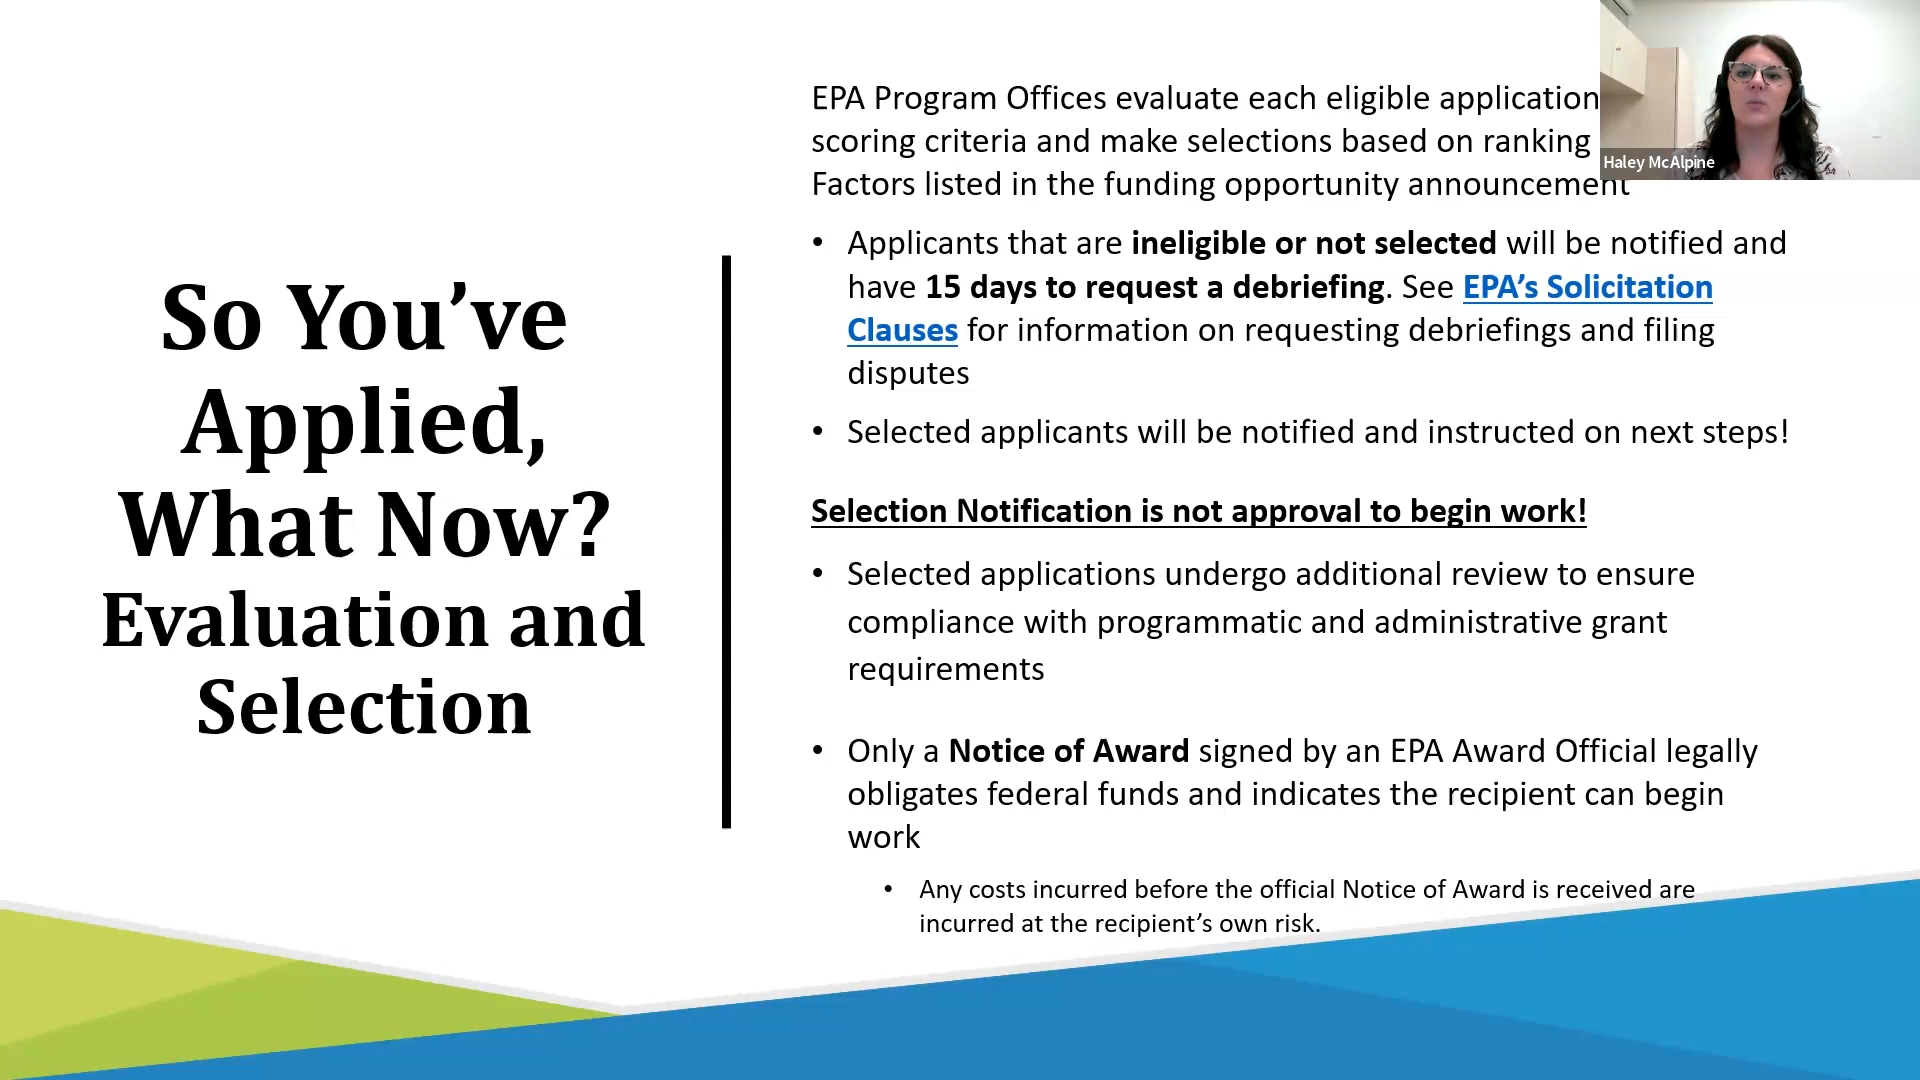 So You’ve
Applied,
What Now?
Evaluation and
Selection
EPA Program Offices evaluate each eligible application
scoring criteria and make selections based on ranking
Factors listed in the funding opportunity announcement
• Applicants that are ineligible or not selected will be notified and
have 15 days to request a debriefing. See EPA’s Solicitation
Clauses for information on requesting debriefings and filing
disputes
• Selected applicants will be notified and instructed on next steps!
Selection Notification is not approval to begin work!
• Selected applications undergo additional review to ensure
compliance with programmatic and administrative grant
requirements
• Only a Notice of Award signed by an EPA Award Official legally
obligates federal funds and indicates the recipient can begin
work
• Any costs incurred before the official Notice of Award is received are
incurred at the recipient’s own risk.
Haley McAlpine